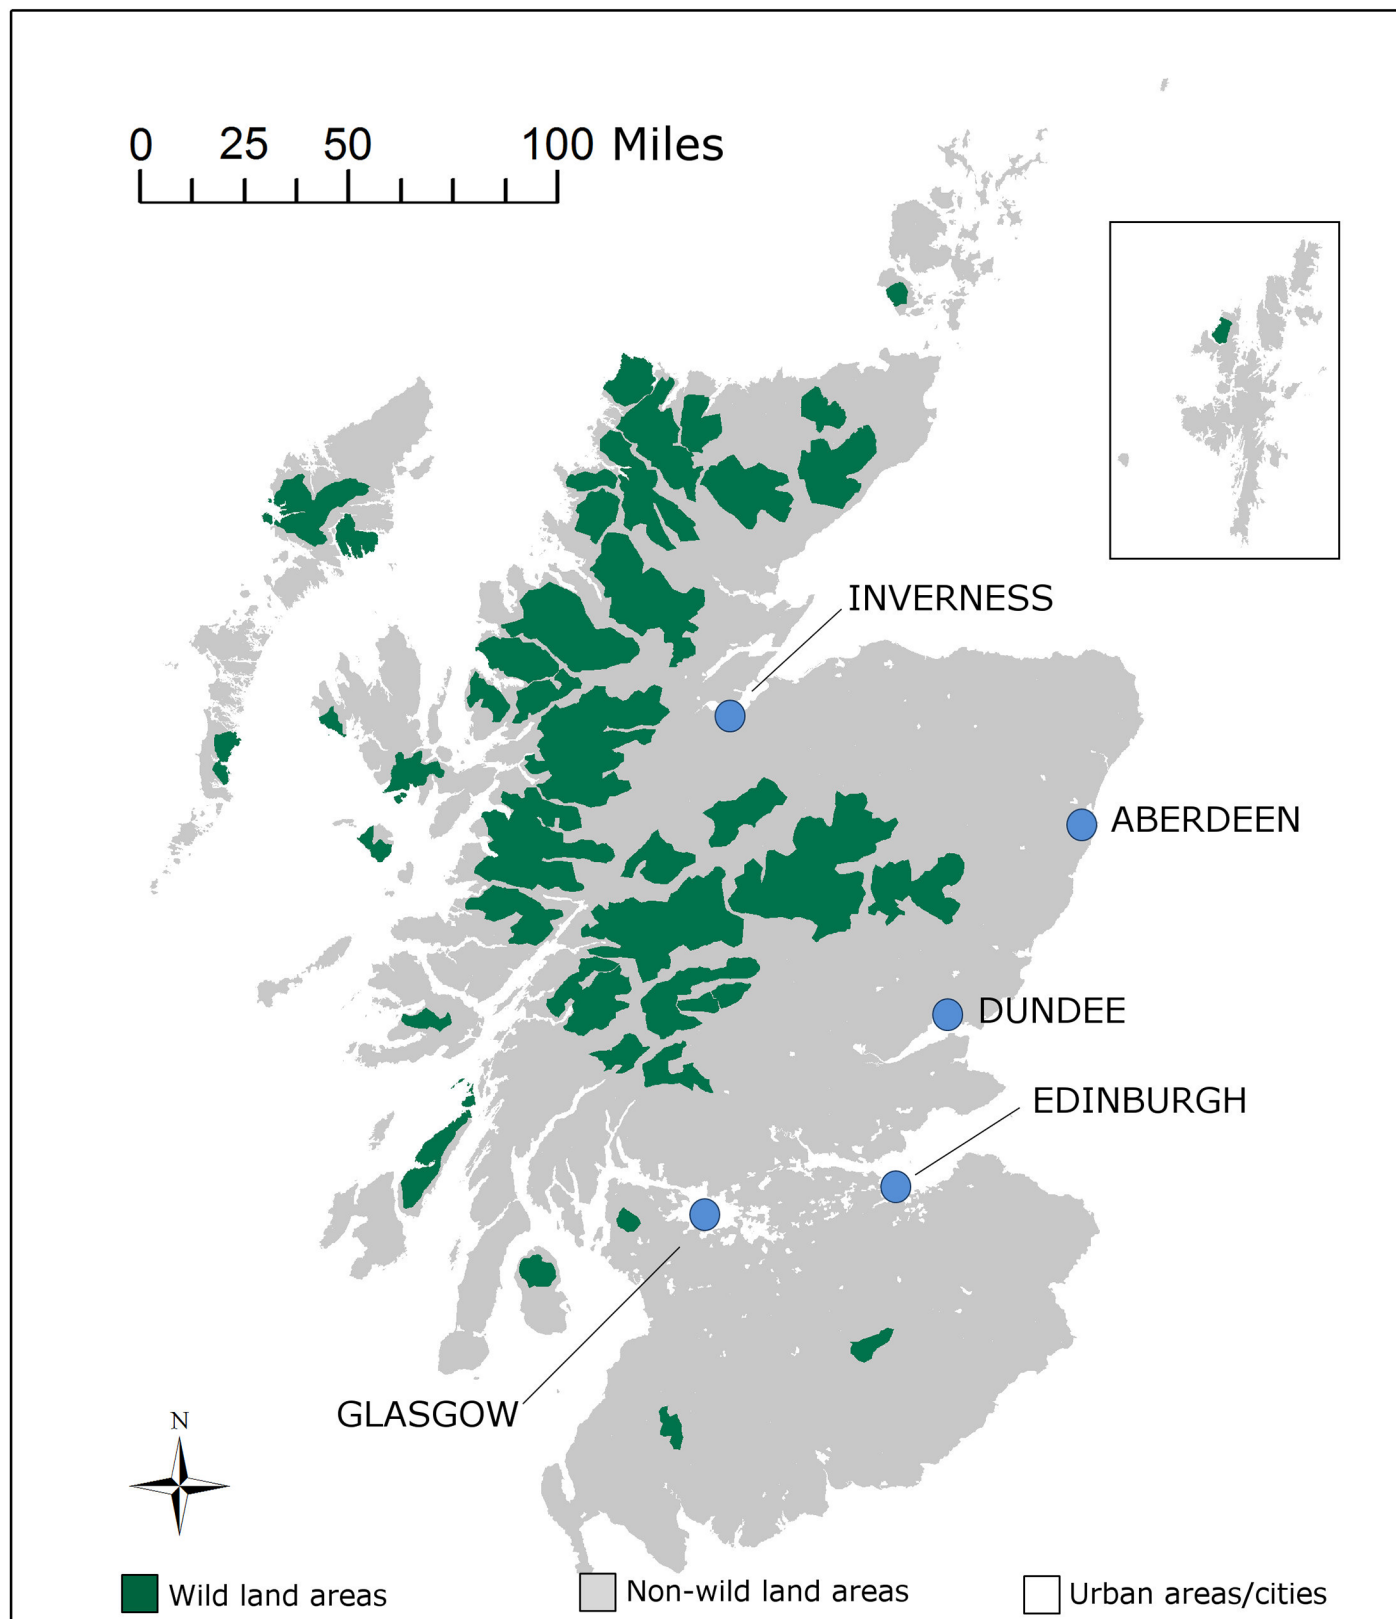 0 25 50 100 Miles
INVERNESS
ABERDEEN
DUNDEE
EDINBURGH
GLASGOW
N
Wild land areas
Non-wild land areas
Urban areas/cities